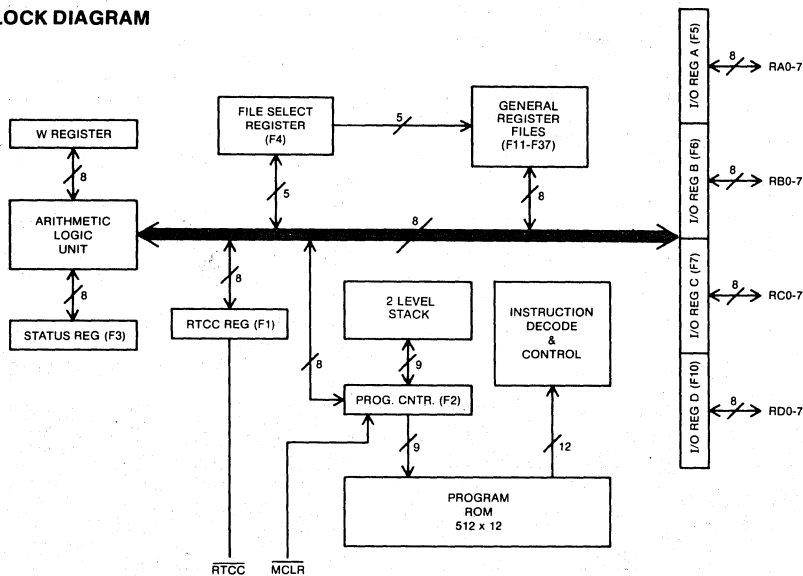 LOCK DIAGRAM
W REGISTER
8
ARITHMETIC
LOGIC
UNIT
8
STATUS REG (F3)
FILE SELECT
REGISTER
(F4)
5
5
GENERAL
REGISTER
FILES
(F11-F37)
8
8
8
RTCC REG (F1)
8
2 LEVEL
STACK
9
PROG. CNTR. (F2)
9
INSTRUCTION
DECODE
&
CONTROL
12
PROGRAM
ROM
512 x 12
RTCC
MCLR
I/O REG A (F5)
8
RA0-7
I/O REG B (F6)
8
RB0-7
I/O REG C (F7)
8
RC0-7
I/O REG D (F10)
8
RD0-7